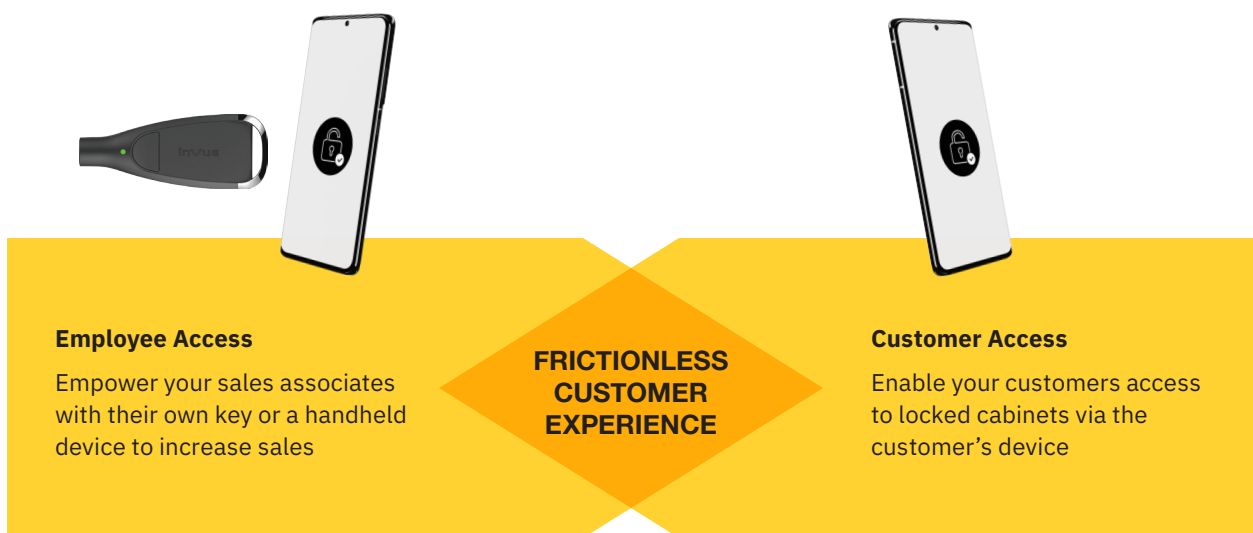 InVue
Employee Access
Empower your sales associates
with their own key or a handheld
device to increase sales
FRICTIONLESS
CUSTOMER
EXPERIENCE
Customer Access
Enable your customers access
to locked cabinets via the
customer’s device